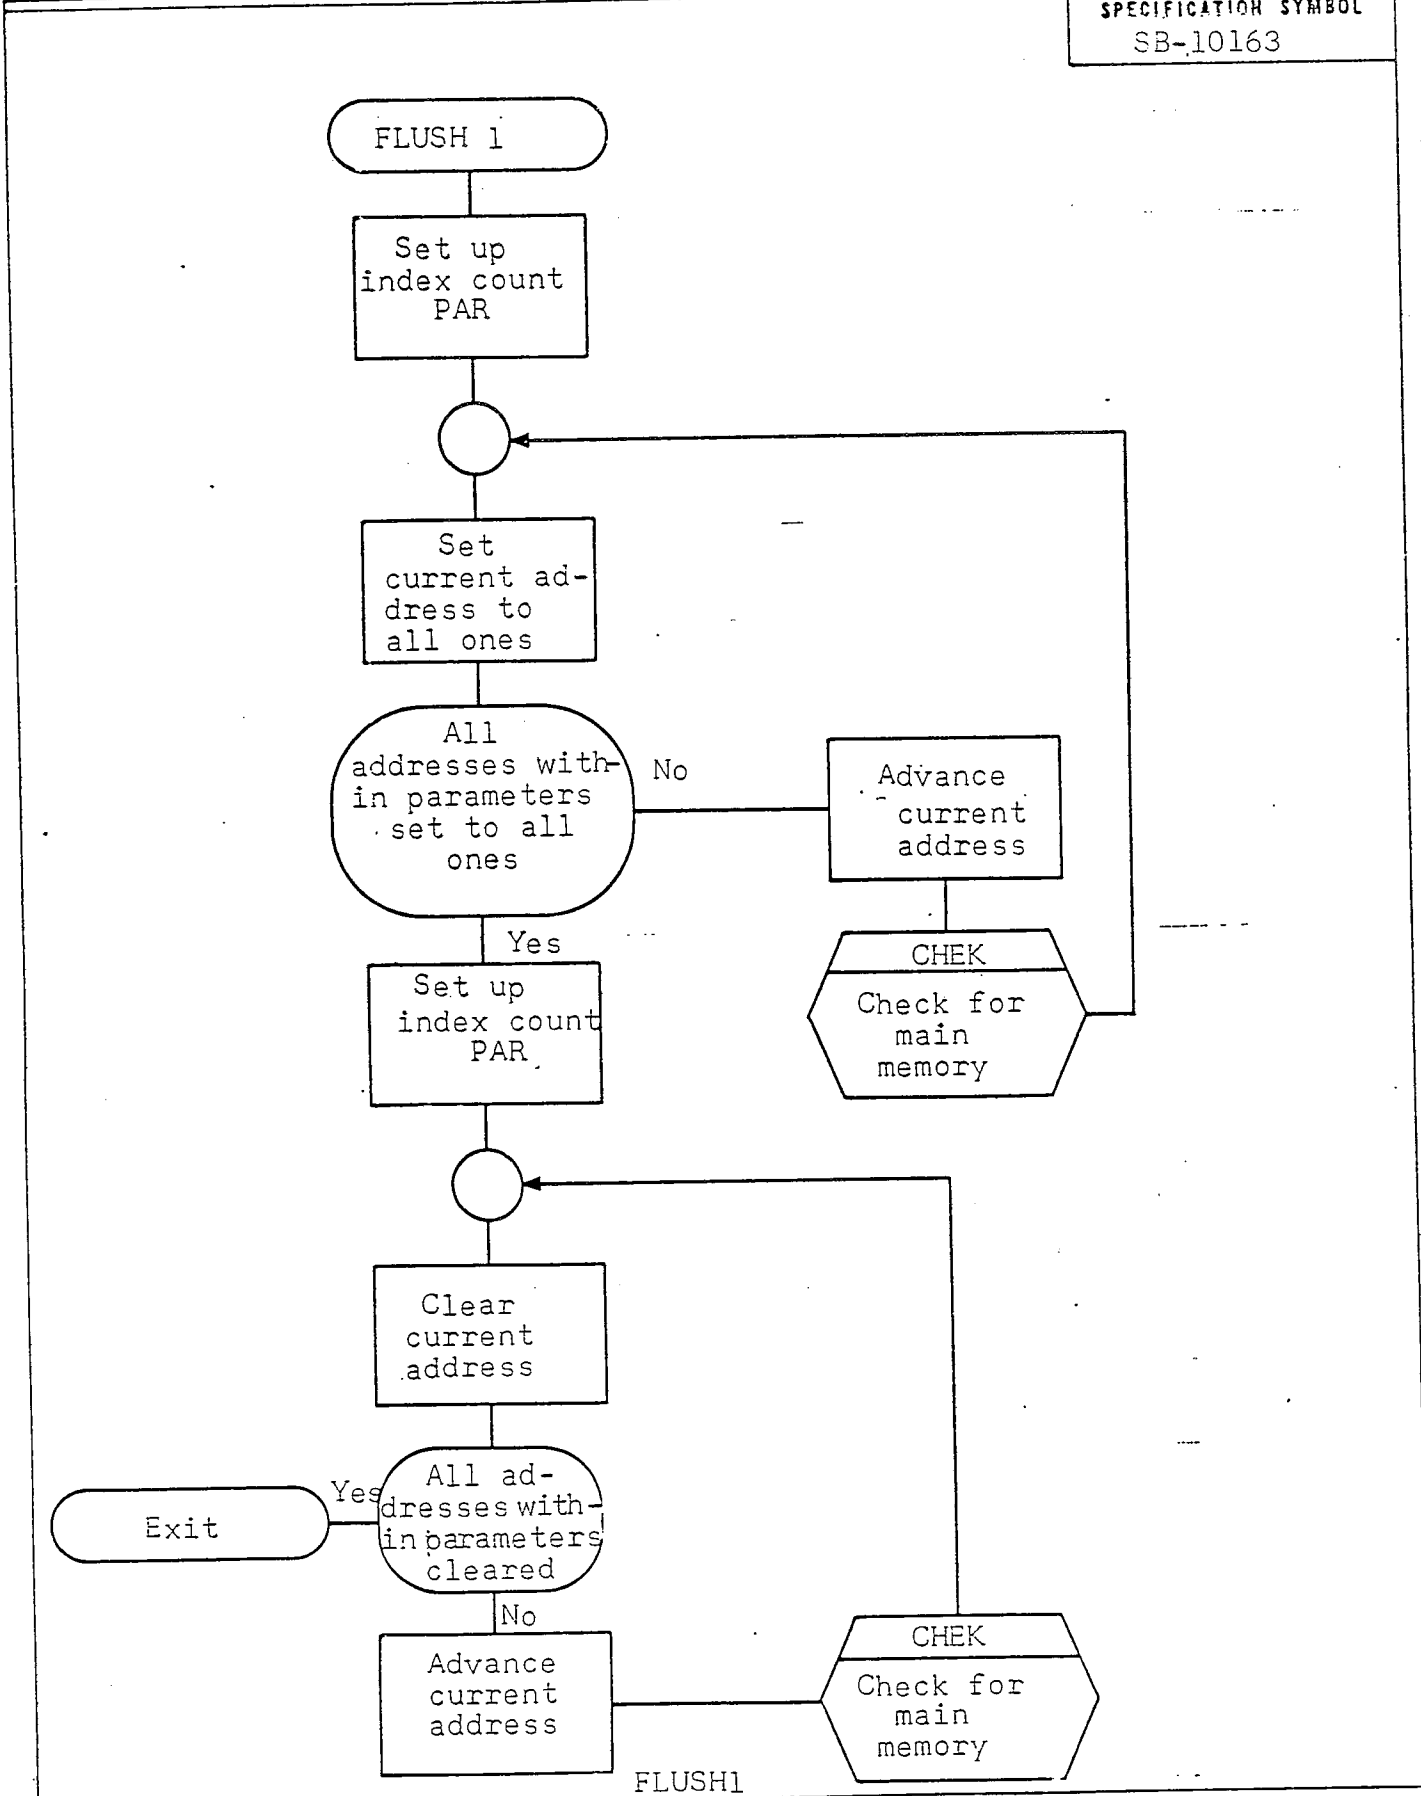 SPECIFICATION SYMBOL
SB-10163
FLUSH 1
Set up
index count
PAR
Set
current ad-
dress to
all ones
All
addresses with-
in parameters
set to all
ones
No
Advance
current
address
Yes
CHEK
Check for
main
memory
Set up
index count
PAR
Clear
current
address
All ad-
dresses with-
in parameters
cleared
Yes
Exit
No
Advance
current
address
CHEK
Check for
main
memory
FLUSH1